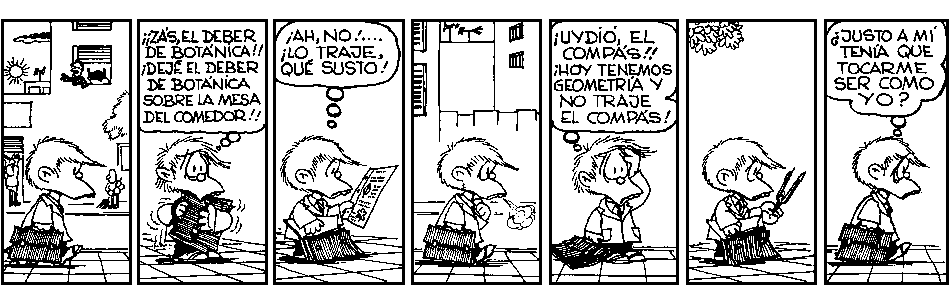 ¡¡ZÁS, EL DEBER
DE BOTÁNICA!!
¡DEJÉ EL DEBER
DE BOTÁNICA
SOBRE LA MESA
DEL COMEDOR!!
¡AH, NO!....
¡LO TRAJE,
QUÉ SUSTO!
¡UYDIÓ, EL
COMPÁS!!
¡HOY TENEMOS
GEOMETRÍA Y
NO TRAJE
EL COMPÁS!
¿JUSTO A MÍ
TENÍA QUE
TOCARME
SER COMO
YO?